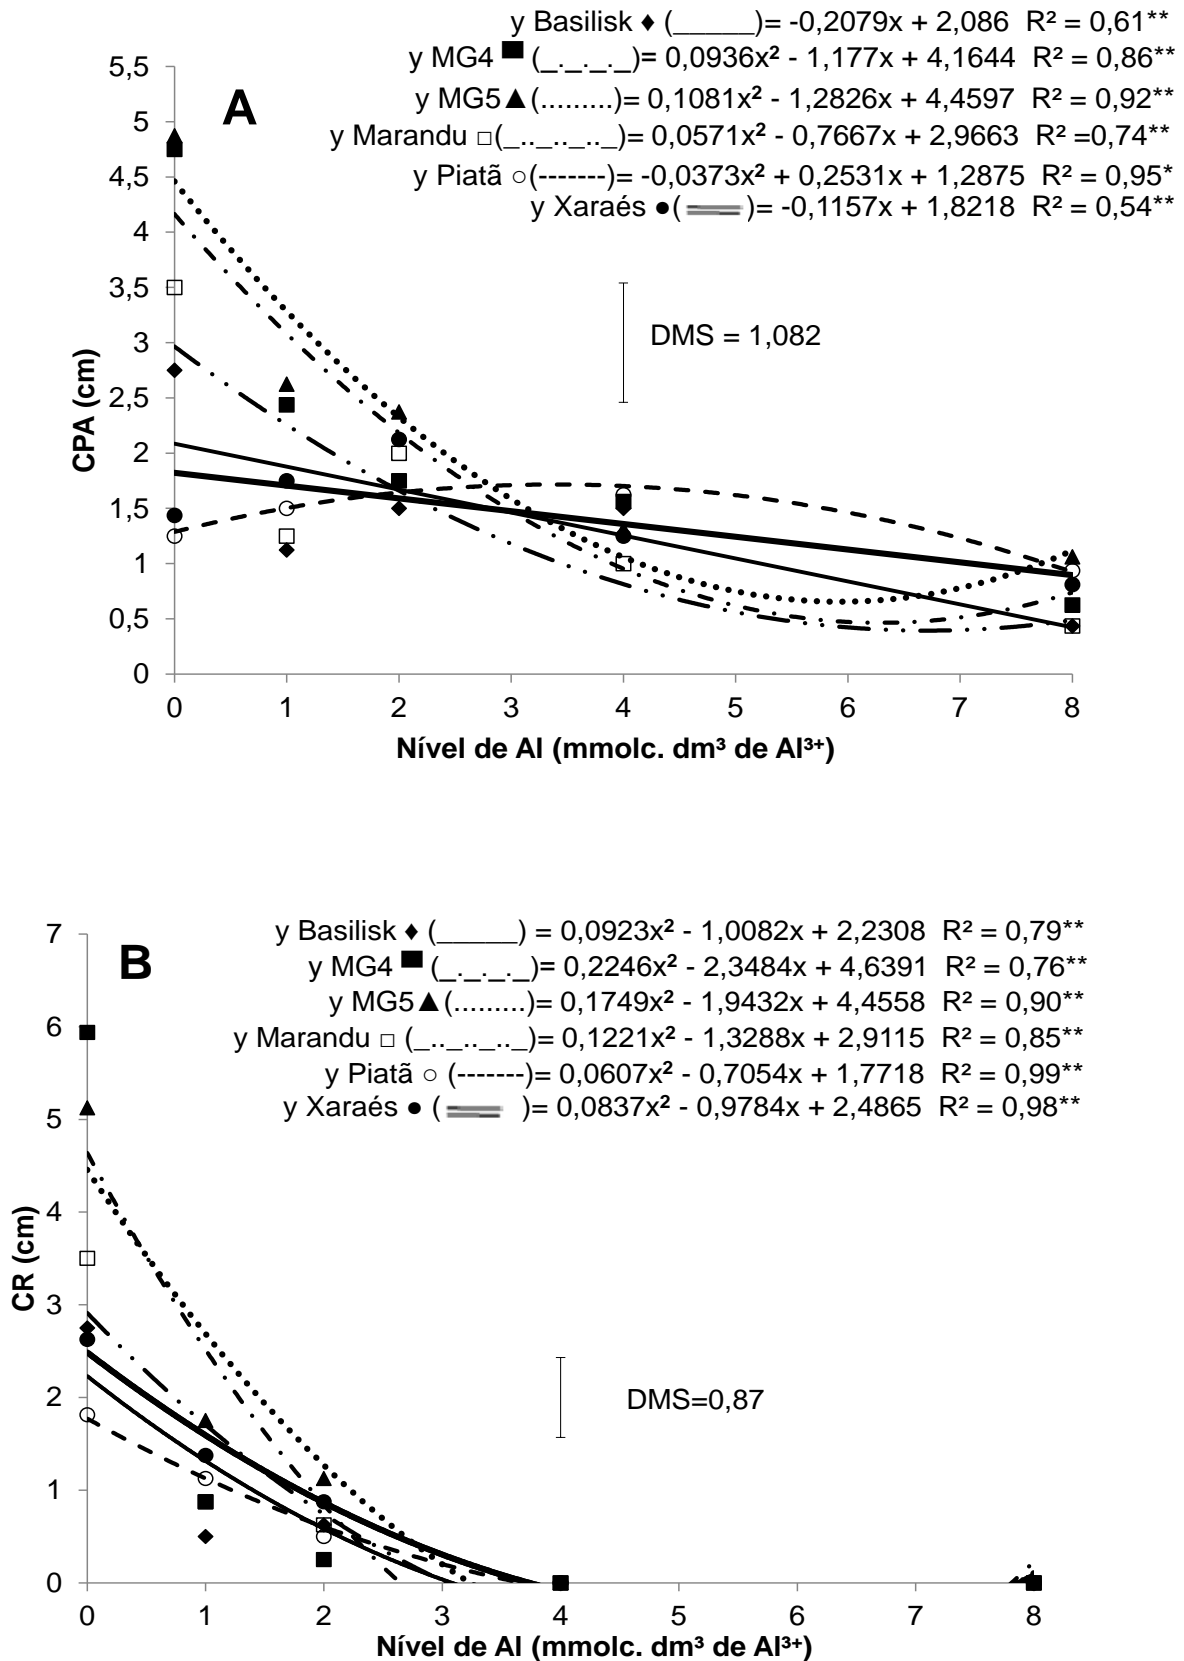 y Basilisk ♦ (_____)= -0,2079x + 2,086 R² = 0,61**
y MG4 ■ (_._._._)= 0,0936x² - 1,177x + 4,1644 R² = 0,86**
y MG5 ▲ (.........)= 0,1081x² - 1,2826x + 4,4597 R² = 0,92**
y Marandu □(_.._.._.._)= 0,0571x² - 0,7667x + 2,9663 R² =0,74**
y Piatã ○(-------)= -0,0373x² + 0,2531x + 1,2875 R² = 0,95*
y Xaraés ●( )= -0,1157x + 1,8218 R² = 0,54**
A
5,5
5
4,5
4
3,5
3
2,5
2
1,5
1
0,5
0
CPA (cm)
DMS = 1,082
0 1 2 3 4 5 6 7 8
Nível de Al (mmolc. dm³ de Al³⁺)
y Basilisk ♦ (______) = 0,0923x² - 1,0082x + 2,2308 R² = 0,79**
y MG4 ■ (_._._._)= 0,2246x² - 2,3484x + 4,6391 R² = 0,76**
y MG5 ▲ (.........)= 0,1749x² - 1,9432x + 4,4558 R² = 0,90**
y Marandu □ (_.._.._.._)= 0,1221x² - 1,3288x + 2,9115 R² = 0,85**
y Piatã ○ (-------)= 0,0607x² - 0,7054x + 1,7718 R² = 0,99**
y Xaraés ● ( )= 0,0837x² - 0,9784x + 2,4865 R² = 0,98**
B
7
6
5
4
3
2
1
0
CR (cm)
DMS=0,87
0 1 2 3 4 5 6 7 8
Nível de Al (mmolc. dm³ de Al³⁺)